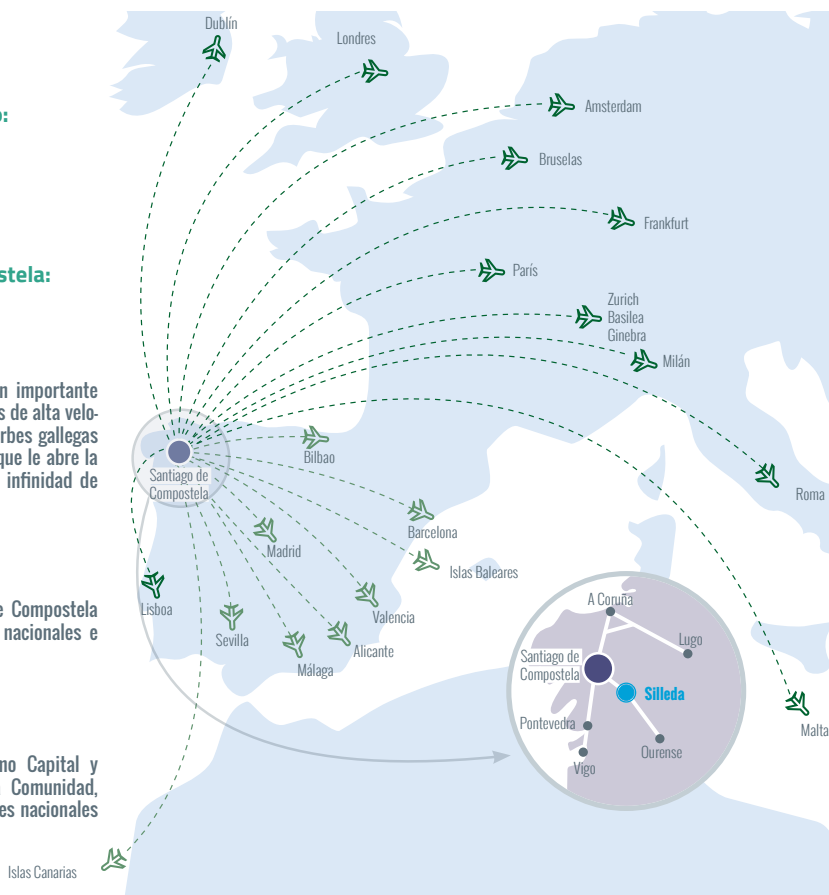 o:
stela:
n importante
s de alta velo-
rbes gallegas
que le abre la
infinidad de
e Compostela
nacionales e
mo Capital y
Comunidad,
es nacionales
Dublín
Londres
Amsterdam
Bruselas
Frankfurt
París
Zurich
Basilea
Ginebra
Milán
Roma
Malta
Bilbao
Santiago de
Compostela
Barcelona
Madrid
Islas Baleares
Lisboa
Valencia
Sevilla
Alicante
Málaga
Islas Canarias
A Coruña
Lugo
Santiago de
Compostela
Silleda
Pontevedra
Ourense
Vigo